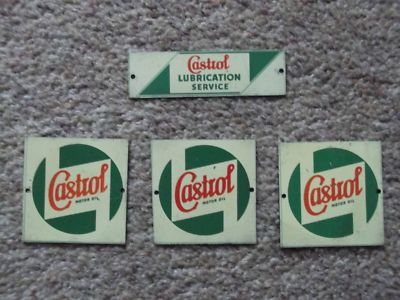 Castrol
LUBRICATION
SERVICE
Castrol
MOTOR OIL
Castrol
MOTOR OIL
Castrol
MOTOR OIL